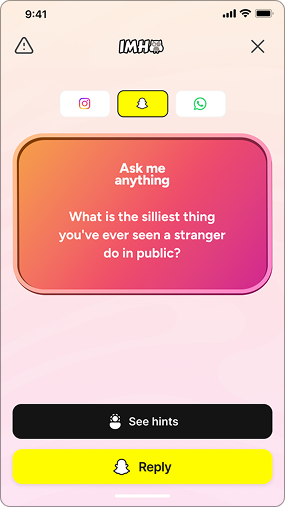 9:41
IMHO
Ask me
anything
What is the silliest thing
you've ever seen a stranger
do in public?
See hints
Reply